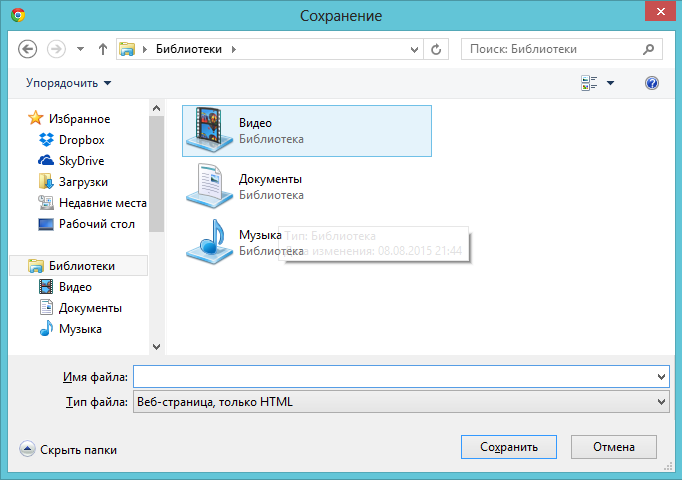 Сохранение
Библиотеки
Поиск: Библиотеки
Упорядочить
Избранное
Dropbox
SkyDrive
Загрузки
Недавние места
Рабочий стол
Библиотеки
Видео
Документы
Музыка
Видео
Библиотека
Документы
Библиотека
Музыка
Библиотека
Тип: Библиотека
Дата изменения: 08.08.2015 21:44
Имя файла:
Тип файла: Веб-страница, только HTML
Скрыть папки
Сохранить
Отмена